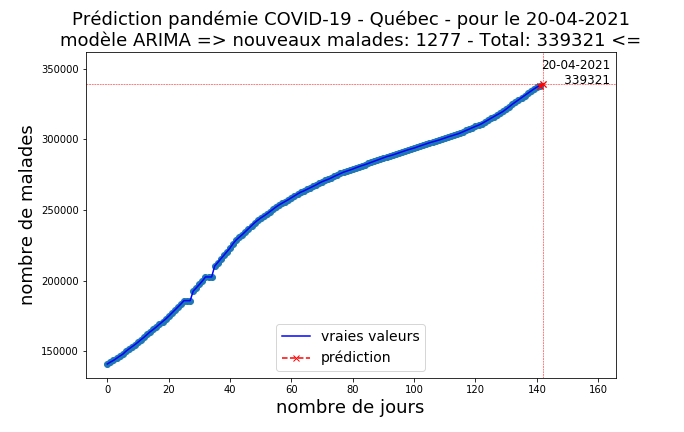 Prédiction pandémie COVID-19 - Québec - pour le 20-04-2021
modèle ARIMA => nouveaux malades: 1277 - Total: 339321 <=
20-04-2021
339321
350000
300000
250000
200000
150000
nombre de malades
vraies valeurs
prédiction
0 20 40 60 80 100 120 140 160
nombre de jours